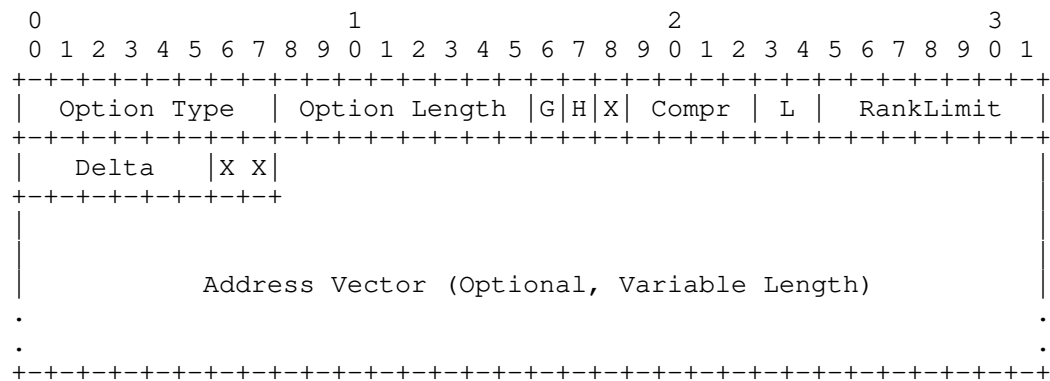 0                   1                   2                   3
 0 1 2 3 4 5 6 7 8 9 0 1 2 3 4 5 6 7 8 9 0 1 2 3 4 5 6 7 8 9 0 1
+-+-+-+-+-+-+-+-+-+-+-+-+-+-+-+-+-+-+-+-+-+-+-+-+-+-+-+-+-+-+-+-+
|  Option Type  | Option Length |G|H|X| Compr | L |  RankLimit  |
+-+-+-+-+-+-+-+-+-+-+-+-+-+-+-+-+-+-+-+-+-+-+-+-+-+-+-+-+-+-+-+-+
|   Delta   |X X|                                               |
+-+-+-+-+-+-+-+-+                                               |
|                                                               |
|                                                               |
|           Address Vector (Optional, Variable Length)          |
.                                                               .
.                                                               .
+-+-+-+-+-+-+-+-+-+-+-+-+-+-+-+-+-+-+-+-+-+-+-+-+-+-+-+-+-+-+-+-+